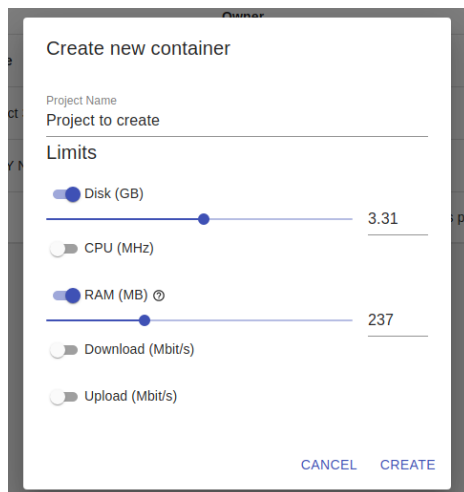 Owner
Create new container
Project Name
Project to create
Limits
Disk (GB)
3.31
CPU (MHz)
RAM (MB)
237
Download (Mbit/s)
Upload (Mbit/s)
CANCEL CREATE